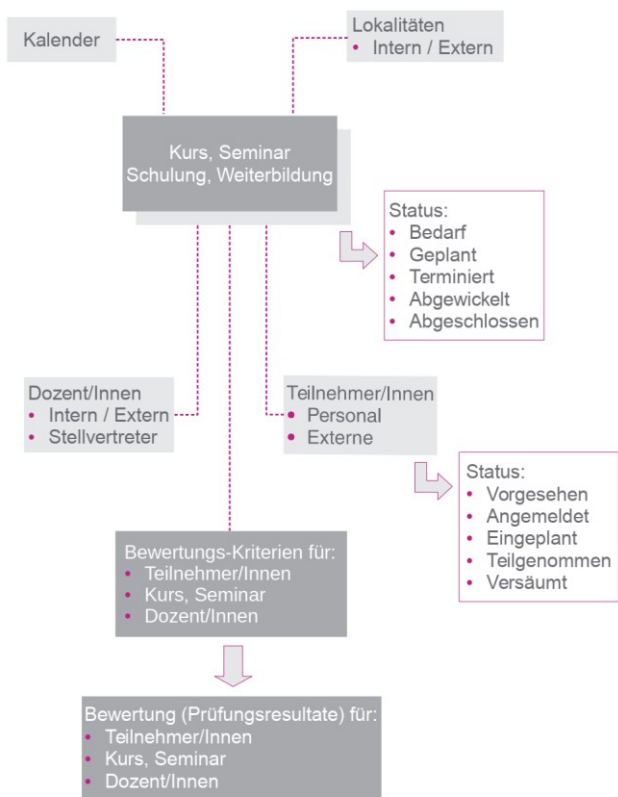 Kalender
Lokalitäten
• Intern / Extern
Kurs, Seminar
Schulung, Weiterbildung
Status:
• Bedarf
• Geplant
• Terminiert
• Abgewickelt
• Abgeschlossen
Dozent/Innen
• Intern / Extern
• Stellvertreter
Teilnehmer/Innen
• Personal
• Externe
Status:
• Vorgesehen
• Angemeldet
• Eingeplant
• Teilgenommen
• Versäumt
Bewertungs-Kriterien für:
• Teilnehmer/Innen
• Kurs, Seminar
• Dozent/Innen
Bewertung (Prüfungsresultate) für:
• Teilnehmer/Innen
• Kurs, Seminar
• Dozent/Innen